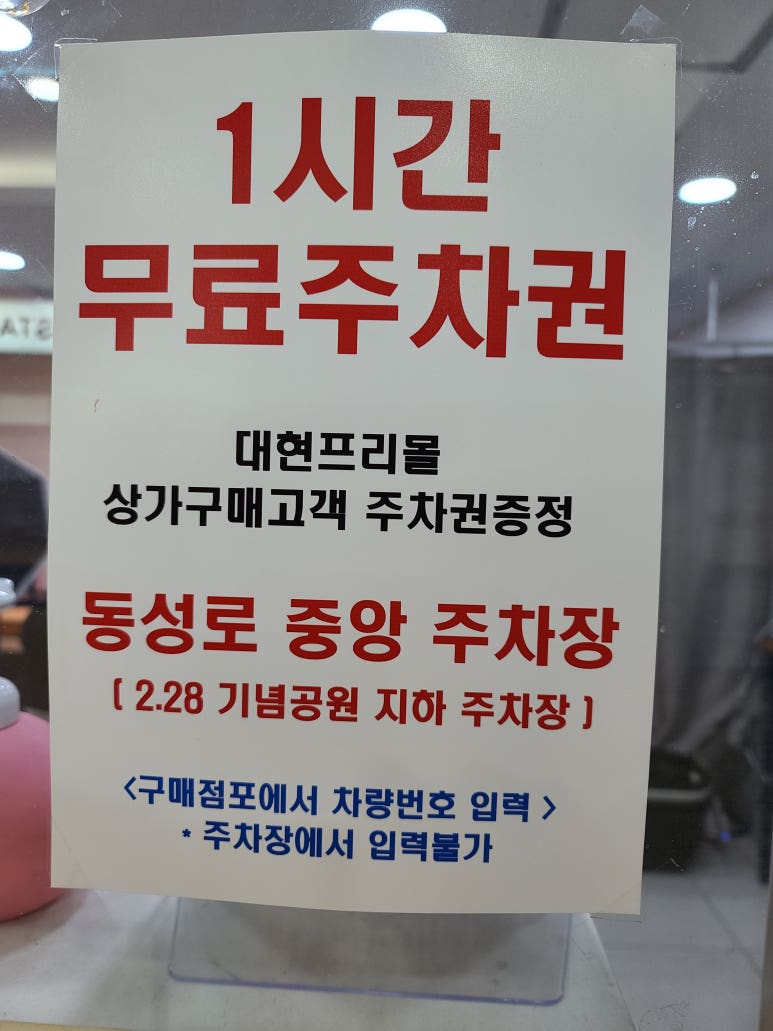 1시간
무료주차권
대현프리몰
상가구매고객 주차권증정
동성로 중앙 주차장
( 2.28 기념공원 지하 주차장 )
<구매점포에서 차량번호 입력 >
* 주차장에서 입력불가